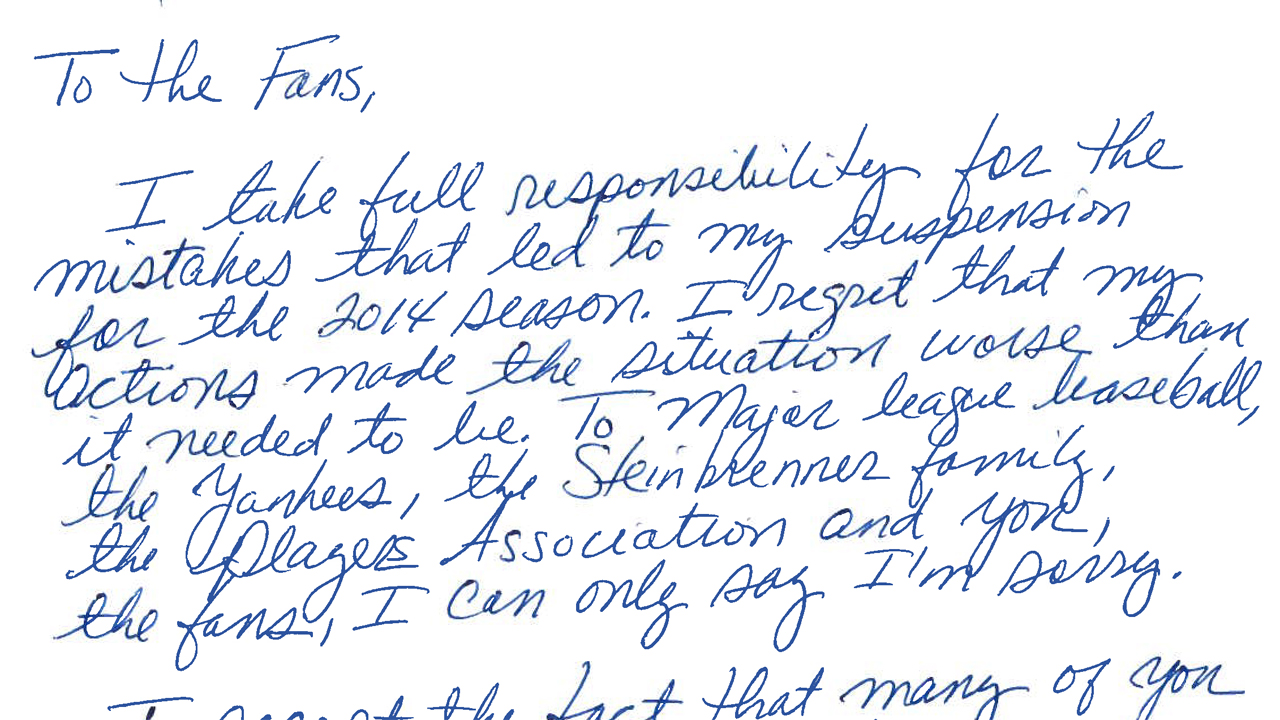 To the Fans,
I take full responsibility for the
mistakes that led to my suspension
for the 2014 season. I regret that my
actions made the situation worse than
it needed to be. To Major league baseball,
the Yankees, the Steinbrenner family,
the Players Association and you,
the fans, I can only say I'm sorry.
I accept the fact that many of you